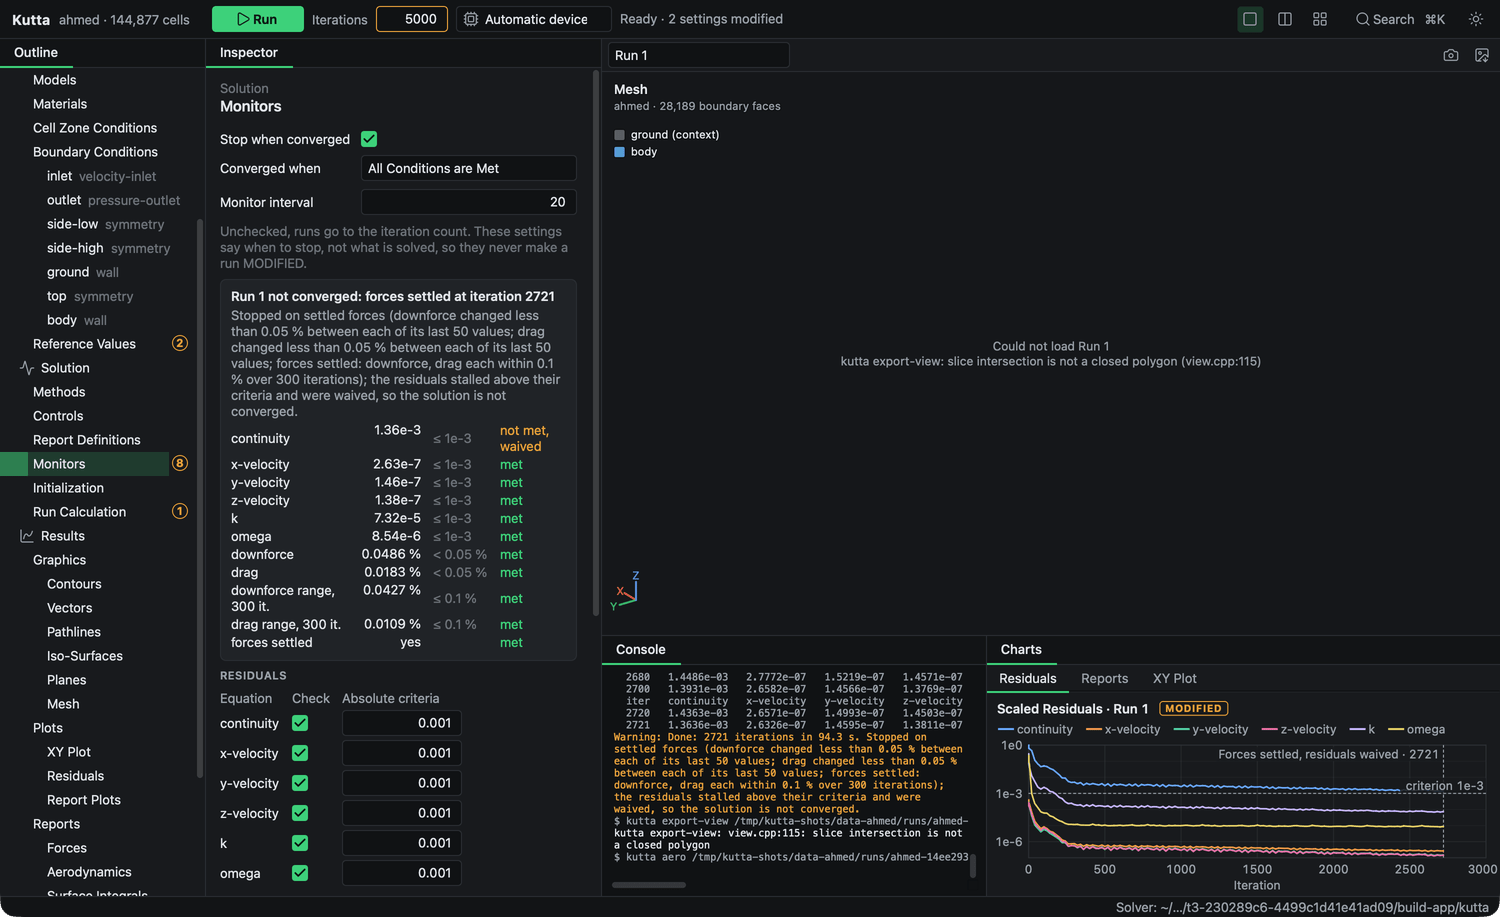 Kutta ahmed · 144,877 cells Run Iterations 5000 Automatic device Ready · 2 settings modified Search ⌘K
Outline
Models
Materials
Cell Zone Conditions
Boundary Conditions
inlet velocity-inlet
outlet pressure-outlet
side-low symmetry
side-high symmetry
ground wall
top symmetry
body wall
Reference Values 2
Solution
Methods
Controls
Report Definitions
Monitors 8
Initialization
Run Calculation 1
Results
Graphics
Contours
Vectors
Pathlines
Iso-Surfaces
Planes
Mesh
Plots
XY Plot
Residuals
Report Plots
Reports
Forces
Aerodynamics
Surface Integrals
Inspector
Solution
Monitors
Stop when converged
Converged when All Conditions are Met
Monitor interval 20
Unchecked, runs go to the iteration count. These settings
say when to stop, not what is solved, so they never make a
run MODIFIED.
Run 1 not converged: forces settled at iteration 2721
Stopped on settled forces (downforce changed less
than 0.05 % between each of its last 50 values; drag
changed less than 0.05 % between each of its last 50
values; forces settled: downforce, drag each within 0.1
% over 300 iterations); the residuals stalled above their
criteria and were waived, so the solution is not
converged.
continuity 1.36e-3 ≤ 1e-3 not met,
waived
x-velocity 2.63e-7 ≤ 1e-3 met
y-velocity 1.46e-7 ≤ 1e-3 met
z-velocity 1.38e-7 ≤ 1e-3 met
k 7.32e-5 ≤ 1e-3 met
omega 8.54e-6 ≤ 1e-3 met
downforce 0.0486 % < 0.05 % met
drag 0.0183 % < 0.05 % met
downforce range, 0.0427 % ≤ 0.1 % met
300 it.
drag range, 300 it. 0.0109 % ≤ 0.1 % met
forces settled yes met
RESIDUALS
Equation Check Absolute criteria
continuity 0.001
x-velocity 0.001
y-velocity 0.001
z-velocity 0.001
k 0.001
omega 0.001
Run 1
Mesh
ahmed · 28,189 boundary faces
ground (context)
body
Could not load Run 1
kutta export-view: slice intersection is not a closed polygon (view.cpp:115)
Z
X
Y
Console
2680 1.4486e-03 2.7772e-07 1.5219e-07 1.4571e-07
2700 1.3931e-03 2.6582e-07 1.4566e-07 1.3769e-07
iter continuity x-velocity y-velocity z-velocity
2720 1.4363e-03 2.6571e-07 1.4993e-07 1.4503e-07
2721 1.3636e-03 2.6326e-07 1.4595e-07 1.3811e-07
Warning: Done: 2721 iterations in 94.3 s. Stopped on
settled forces (downforce changed less than 0.05 % between
each of its last 50 values; drag changed less than 0.05 %
between each of its last 50 values; forces settled:
downforce, drag each within 0.1 % over 300 iterations);
the residuals stalled above their criteria and were
waived, so the solution is not converged.
$ kutta export-view /tmp/kutta-shots/data-ahmed/runs/ahmed-
kutta export-view: view.cpp:115: slice intersection is not
a closed polygon
$ kutta aero /tmp/kutta-shots/data-ahmed/runs/ahmed-14ee293
Charts
Residuals Reports XY Plot
Scaled Residuals · Run 1 MODIFIED
continuity x-velocity y-velocity z-velocity k omega
1e0
1e-3
1e-6
Forces settled, residuals waived · 2721
criterion 1e-3
0 500 1000 1500 2000 2500 3000
Iteration
Solver: ~/.../t3-230289c6-4499c1d41e41ad09/build-app/kutta